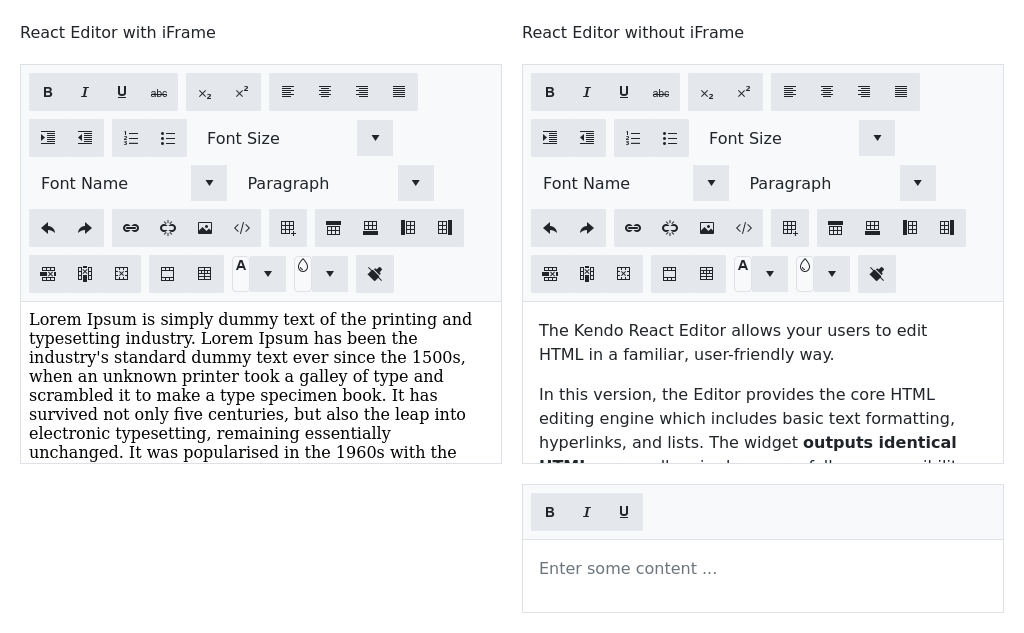 React Editor with iFrame
B I U abc X₂ X²
Font Size
Font Name Paragraph
A
Lorem Ipsum is simply dummy text of the printing and
typesetting industry. Lorem Ipsum has been the
industry's standard dummy text ever since the 1500s,
when an unknown printer took a galley of type and
scrambled it to make a type specimen book. It has
survived not only five centuries, but also the leap into
electronic typesetting, remaining essentially
unchanged. It was popularised in the 1960s with the
React Editor without iFrame
B I U abc X₂ X²
Font Size
Font Name Paragraph
A
The Kendo React Editor allows your users to edit
HTML in a familiar, user-friendly way.
In this version, the Editor provides the core HTML
editing engine which includes basic text formatting,
hyperlinks, and lists. The widget outputs identical
HTML
B I U
Enter some content ...